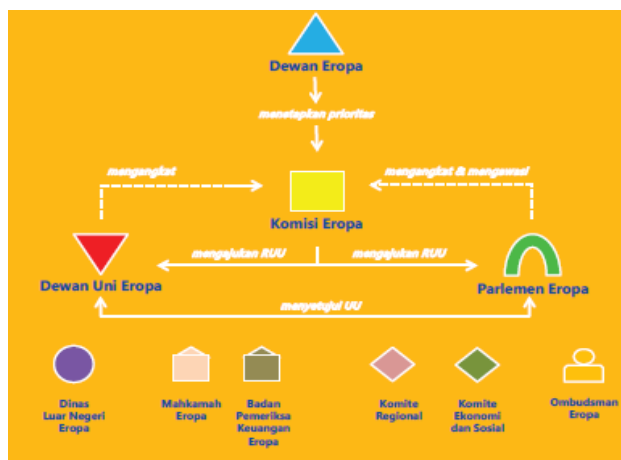 Dewan Eropa
menetapkan prioritas
mengangkat
mengangkat & mengawasi
Komisi Eropa
mengajukan RUU
mengajukan RUU
Dewan Uni Eropa
Parlemen Eropa
menyetujui UU
Dinas
Luar Negeri
Eropa
Mahkamah
Eropa
Badan
Pemeriksa
Keuangan
Eropa
Komite
Regional
Komite
Ekonomi
dan Sosial
Ombudsman
Eropa